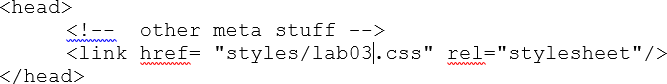 <head>
<!--  other meta stuff -->
<link href= "styles/lab03.css" rel="stylesheet"/>
</head>